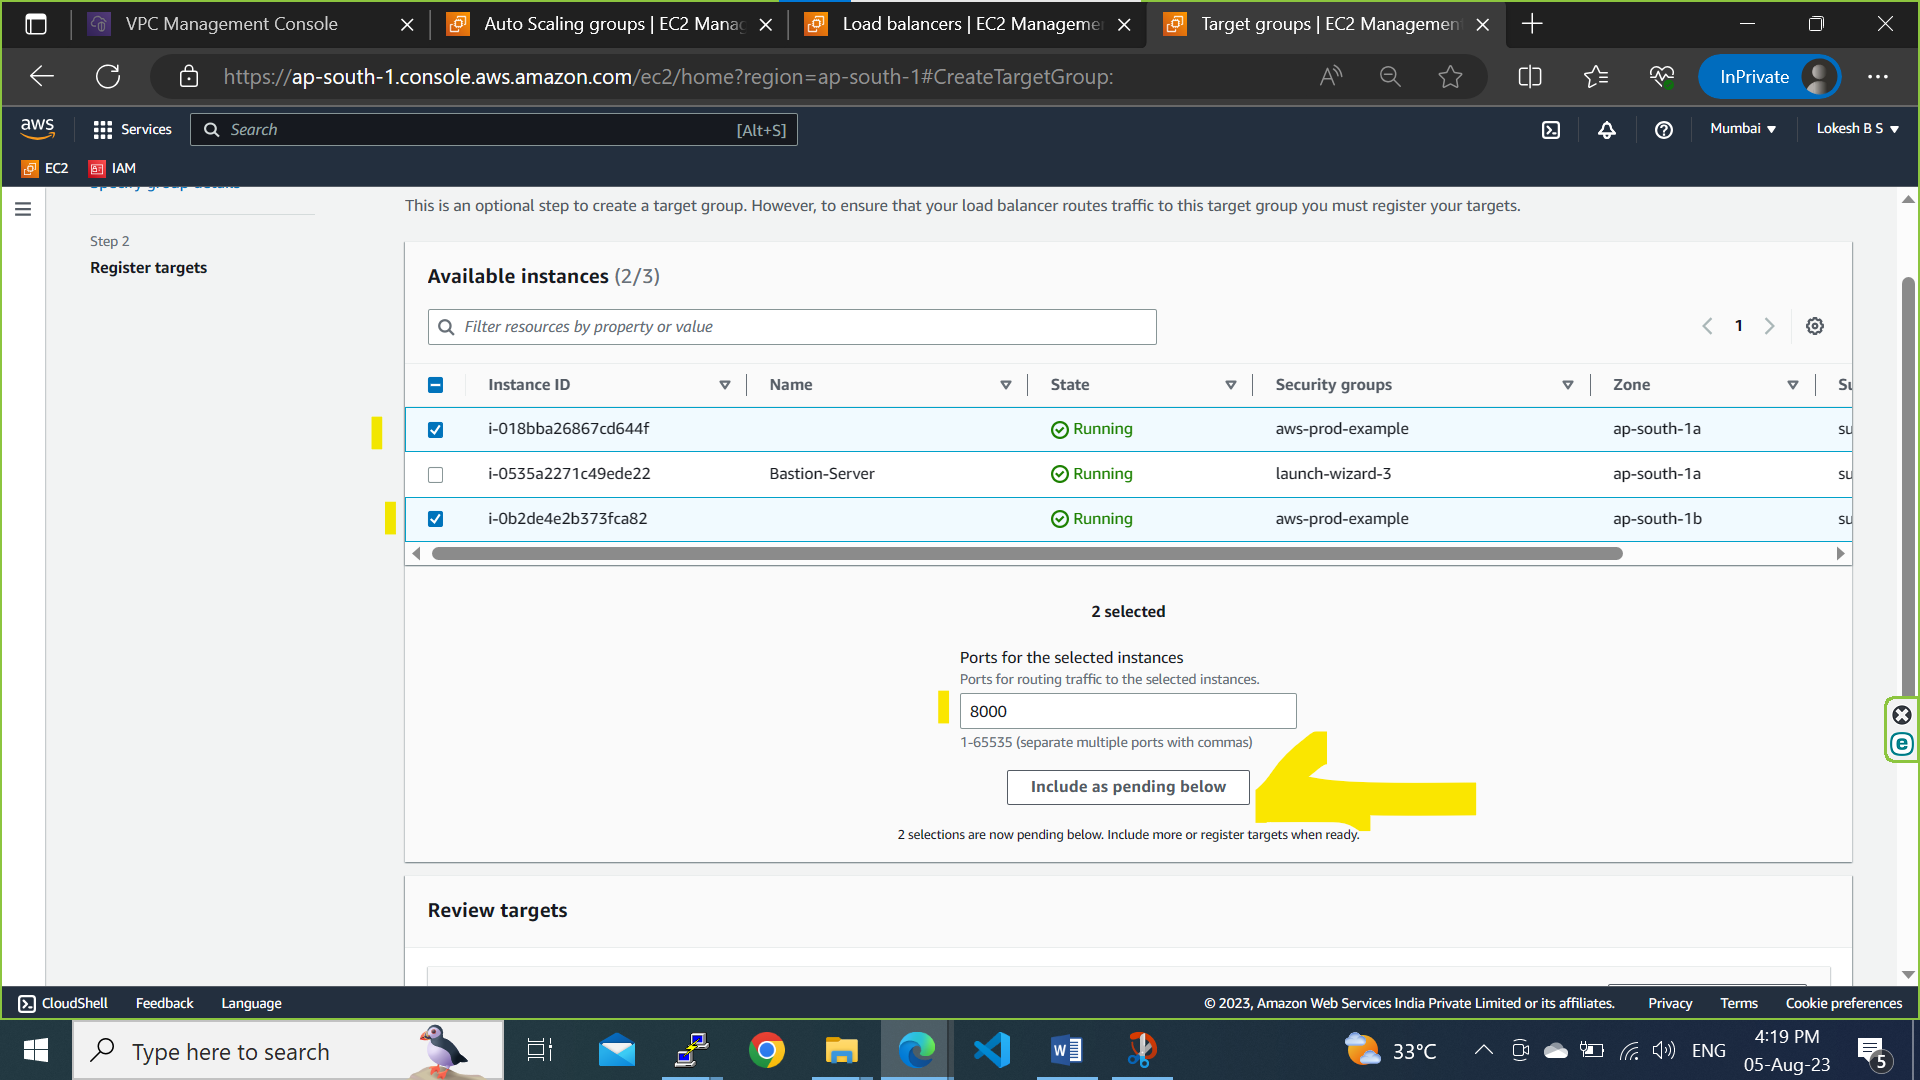 VPC Management Console
Auto Scaling groups | EC2 Manag
Load balancers | EC2 Managemer
Target groups | EC2 Management
https://ap-south-1.console.aws.amazon.com/ec2/home?region=ap-south-1#CreateTargetGroup:
InPrivate
aws
Services
Search
[Alt+S]
Mumbai
Lokesh B S
EC2
IAM
Specify group details
This is an optional step to create a target group. However, to ensure that your load balancer routes traffic to this target group you must register your targets.
Step 2
Register targets
Available instances (2/3)
Filter resources by property or value
1
Instance ID
Name
State
Security groups
Zone
Su
i-018bba26867cd644f
Running
aws-prod-example
ap-south-1a
su
i-0535a2271c49ede22
Bastion-Server
Running
launch-wizard-3
ap-south-1a
su
i-0b2de4e2b373fca82
Running
aws-prod-example
ap-south-1b
su
2 selected
Ports for the selected instances
Ports for routing traffic to the selected instances.
8000
1-65535 (separate multiple ports with commas)
Include as pending below
2 selections are now pending below. Include more or register targets when ready.
Review targets
CloudShell
Feedback
Language
© 2023, Amazon Web Services India Private Limited or its affiliates.
Privacy
Terms
Cookie preferences
Type here to search
33°C
ENG
4:19 PM
05-Aug-23
5